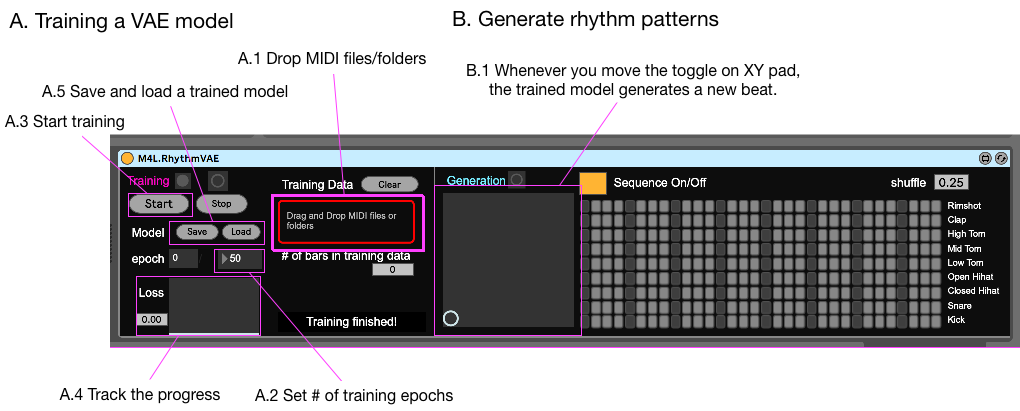 A. Training a VAE model
B. Generate rhythm patterns
A.1 Drop MIDI files/folders
B.1 Whenever you move the toggle on XY pad,
the trained model generates a new beat.
A.5 Save and load a trained model
A.3 Start training
M4L.RhythmVAE
Training
Start
Stop
Training Data
Clear
Drag and Drop MIDI files or
folders
Model
Save
Load
epoch
0
/
50
# of bars in training data
0
Loss
0.00
Training finished!
Generation
Sequence On/Off
shuffle
0.25
Rimshot
Clap
High Tom
Mid Tom
Low Tom
Open Hihat
Closed Hihat
Snare
Kick
A.4 Track the progress
A.2 Set # of training epochs